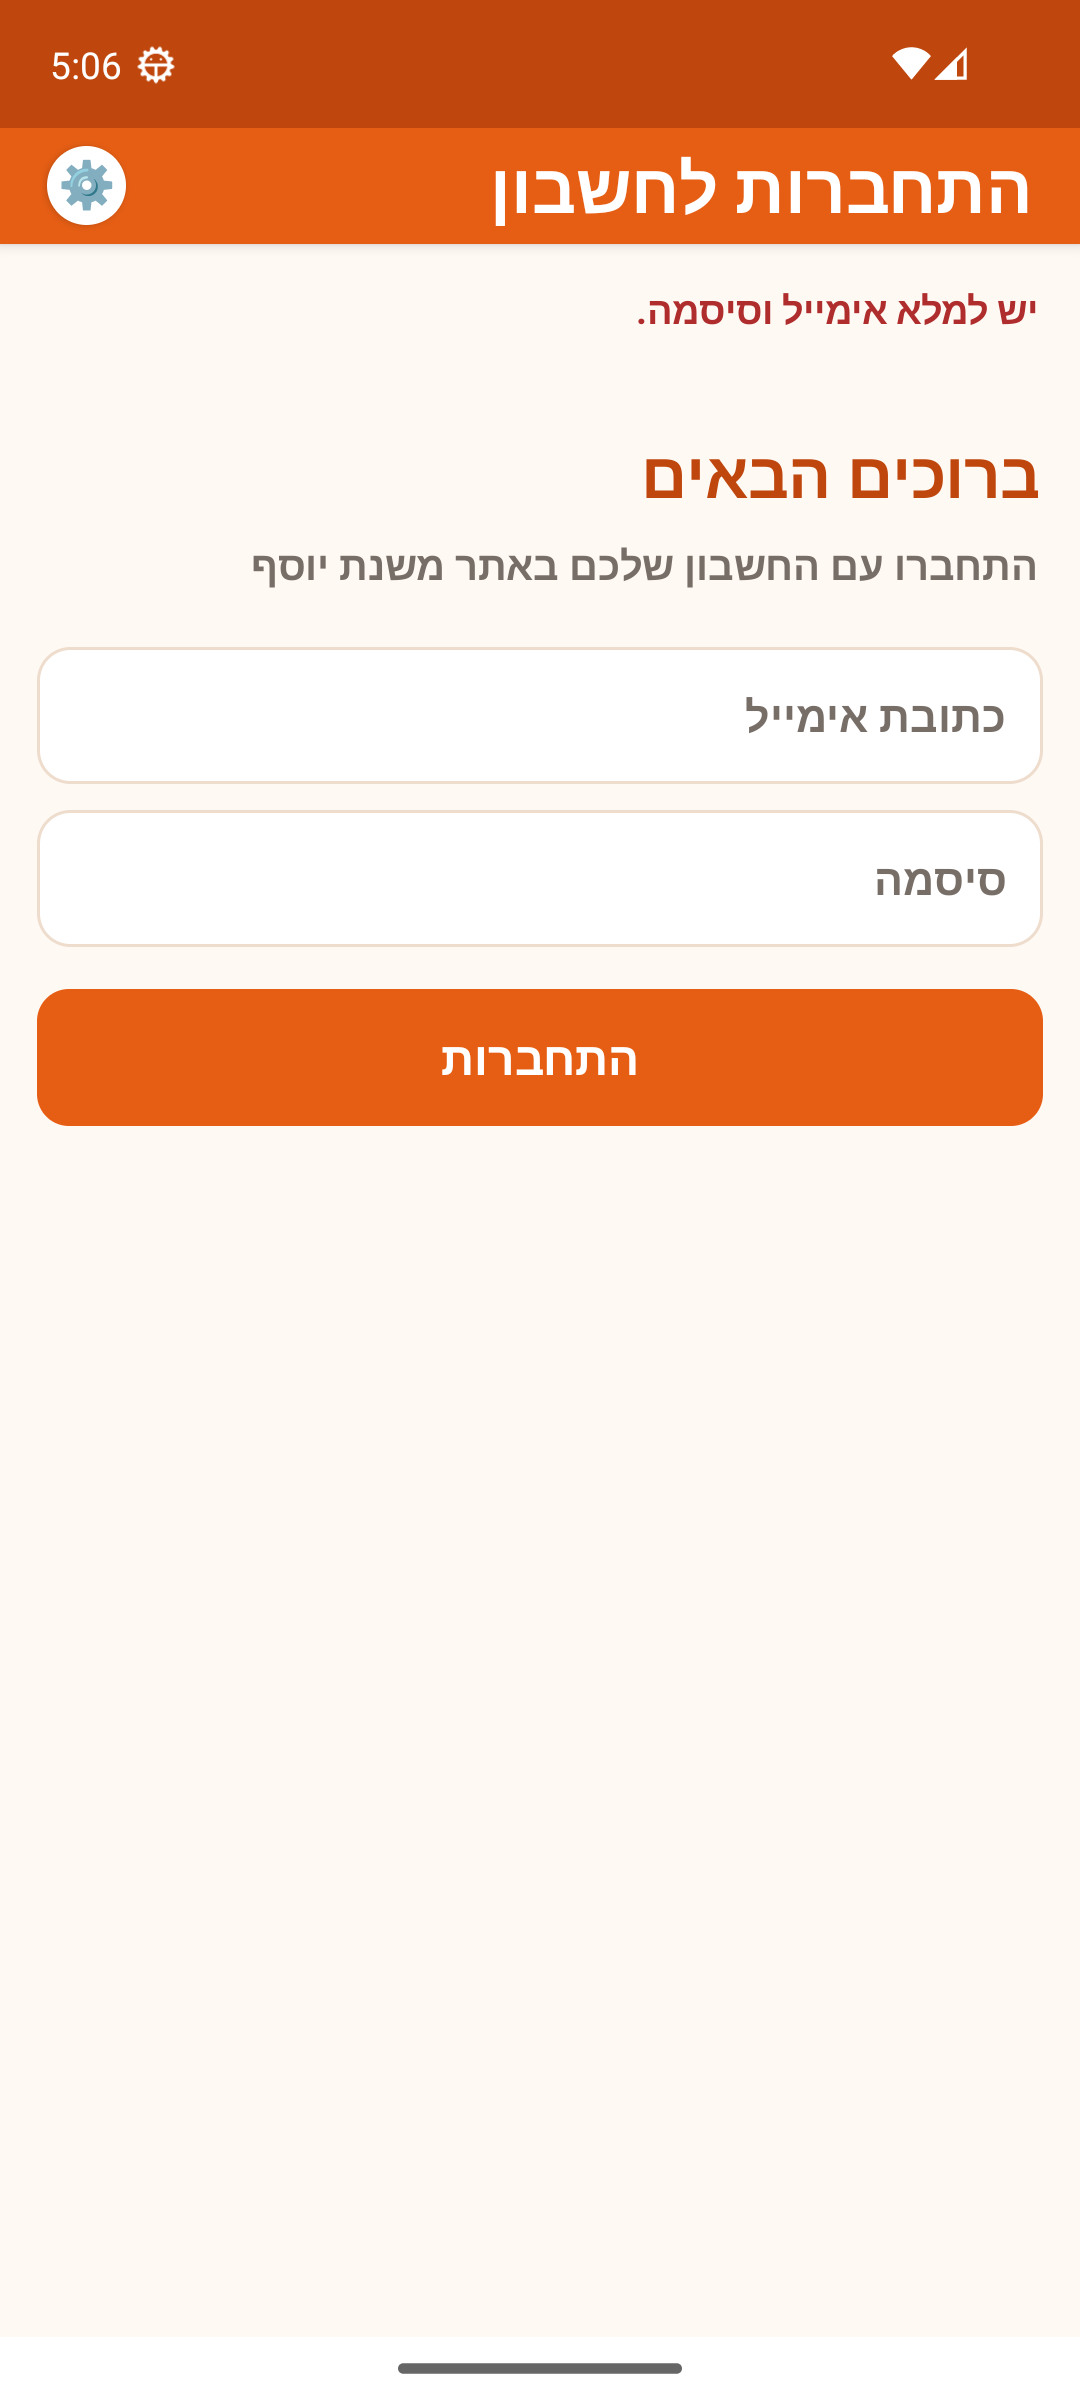 5:06
התחברות לחשבון
יש למלא אימייל וסיסמה.
ברוכים הבאים
התחברו עם החשבון שלכם באתר משנת יוסף
כתובת אימייל
סיסמה
התחברות